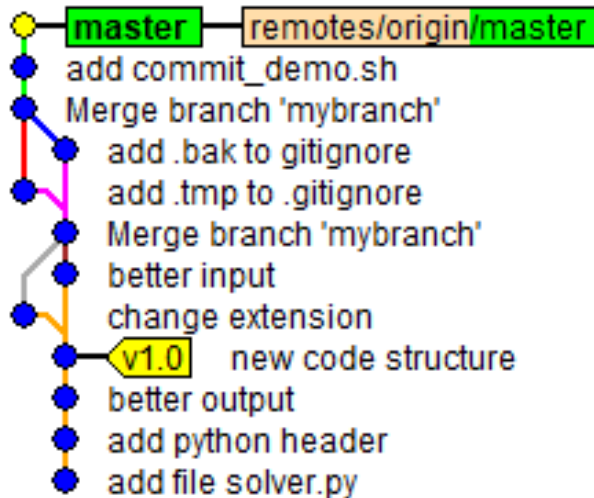 master remotes/origin/master
add commit_demo.sh
Merge branch 'mybranch'
add .bak to gitignore
add .tmp to .gitignore
Merge branch 'mybranch'
better input
change extension
v1.0 new code structure
better output
add python header
add file solver.py